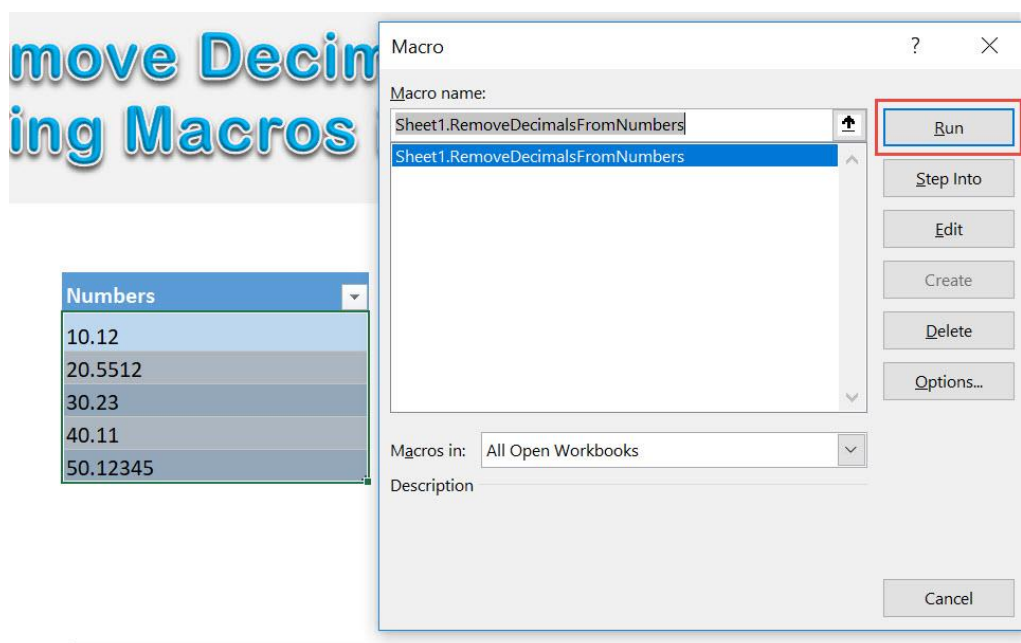 move Decim
ing Macros
Macro
?
Macro name:
Sheet1.RemoveDecimalsFromNumbers
Sheet1.RemoveDecimalsFromNumbers
Run
Step Into
Edit
Create
Delete
Options...
Numbers
10.12
20.5512
30.23
40.11
50.12345
Macros in: All Open Workbooks
Description
Cancel